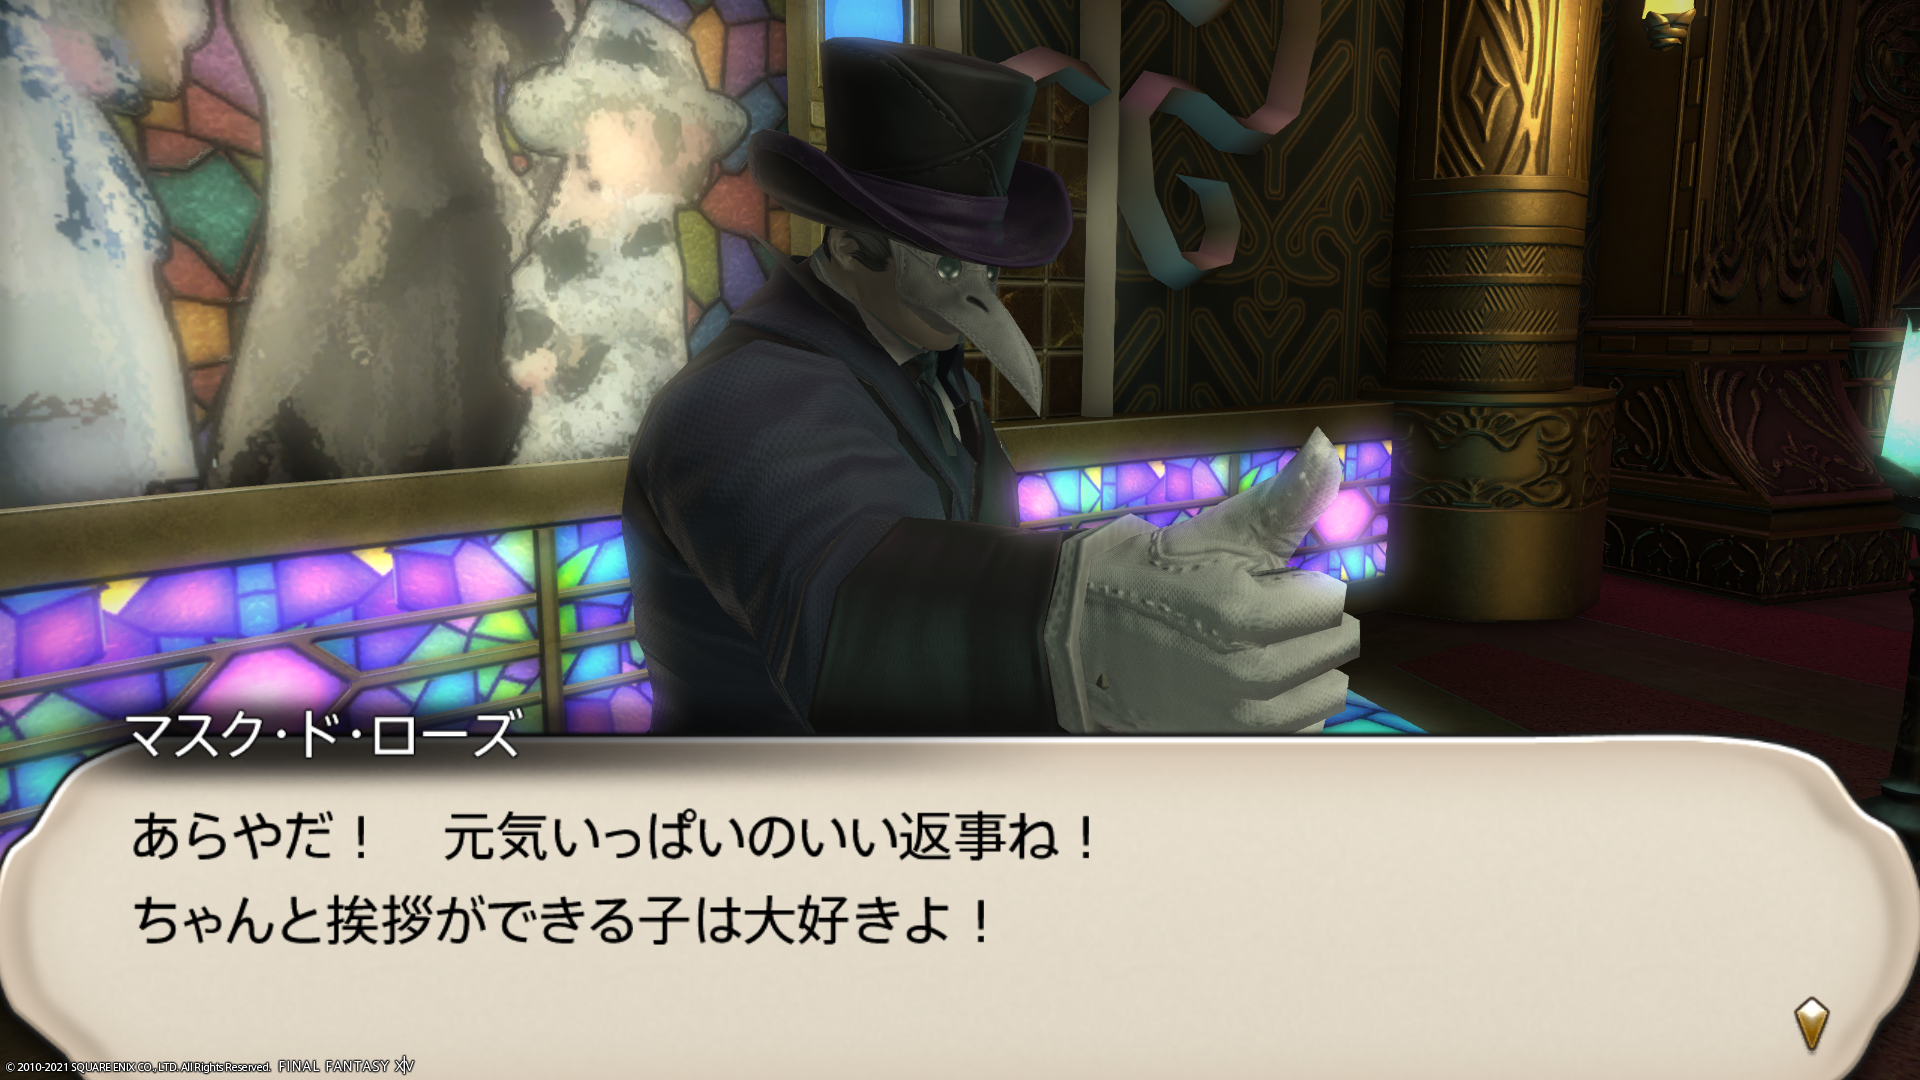 マスク・ド・ローズ
あらやだ！　元気いっぱいのいい返事ね！
ちゃんと挨拶ができる子は大好きよ！
© 2010-2021 SQUARE ENIX CO., LTD. All Rights Reserved. FINAL FANTASY XIV